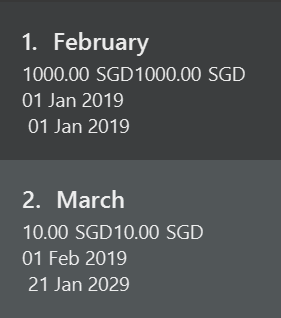 1. February
1000.00 SGD1000.00 SGD
01 Jan 2019
01 Jan 2019
2. March
10.00 SGD10.00 SGD
01 Feb 2019
21 Jan 2029